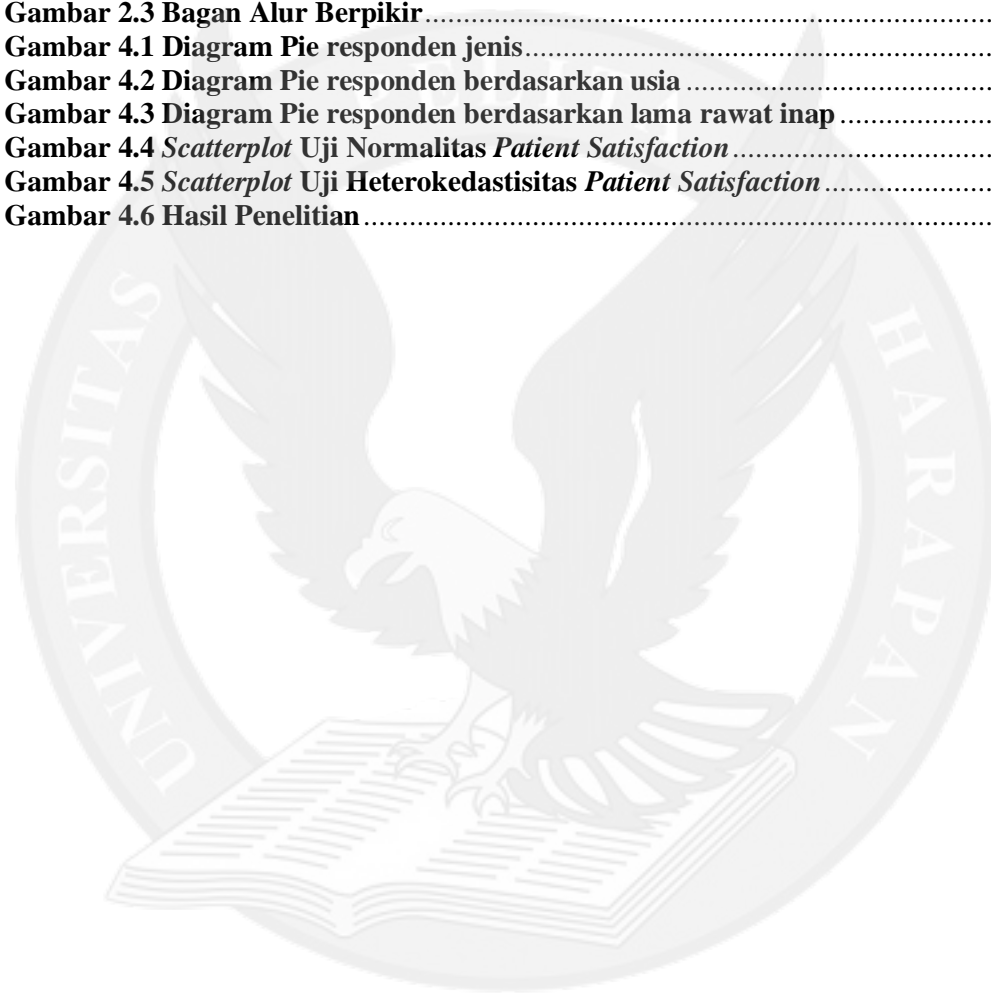 Gambar 2.3 Bagan Alur Berpikir......................................................................................................
Gambar 4.1 Diagram Pie responden jenis......................................................................................
Gambar 4.2 Diagram Pie responden berdasarkan usia ..................................................................
Gambar 4.3 Diagram Pie responden berdasarkan lama rawat inap ..............................................
Gambar 4.4 Scatterplot Uji Normalitas Patient Satisfaction..........................................................
Gambar 4.5 Scatterplot Uji Heterokedastisitas Patient Satisfaction..............................................
Gambar 4.6 Hasil Penelitian...........................................................................................................
UNIVERSITAS
PELITA
HARAPAN